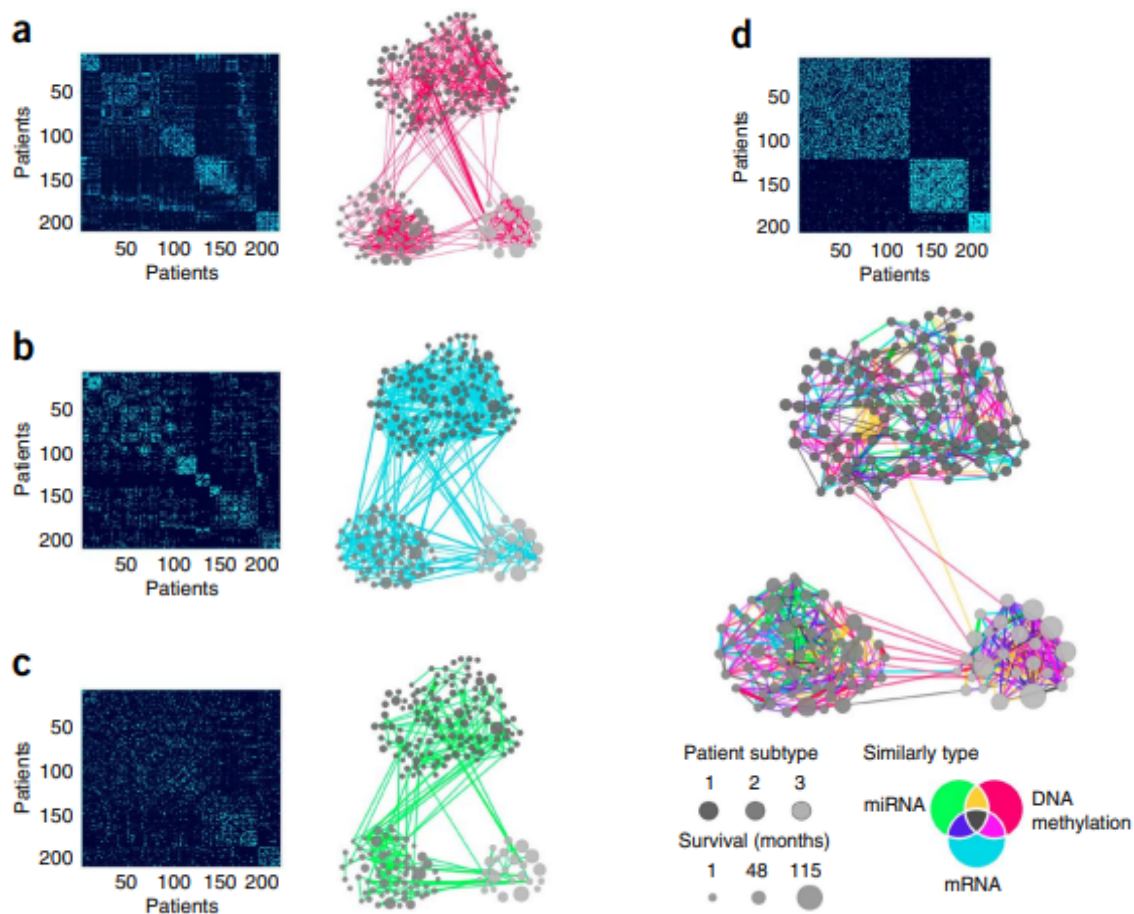 a
Patients
50
100
150
200
50 100 150 200
Patients
b
Patients
50
100
150
200
50 100 150 200
Patients
c
Patients
50
100
150
200
50 100 150 200
Patients
d
Patients
50
100
150
200
50 100 150 200
Patients
Patient subtype
1 2 3
Survival (months)
1 48 115
Similarly type
miRNA
DNA
methylation
mRNA